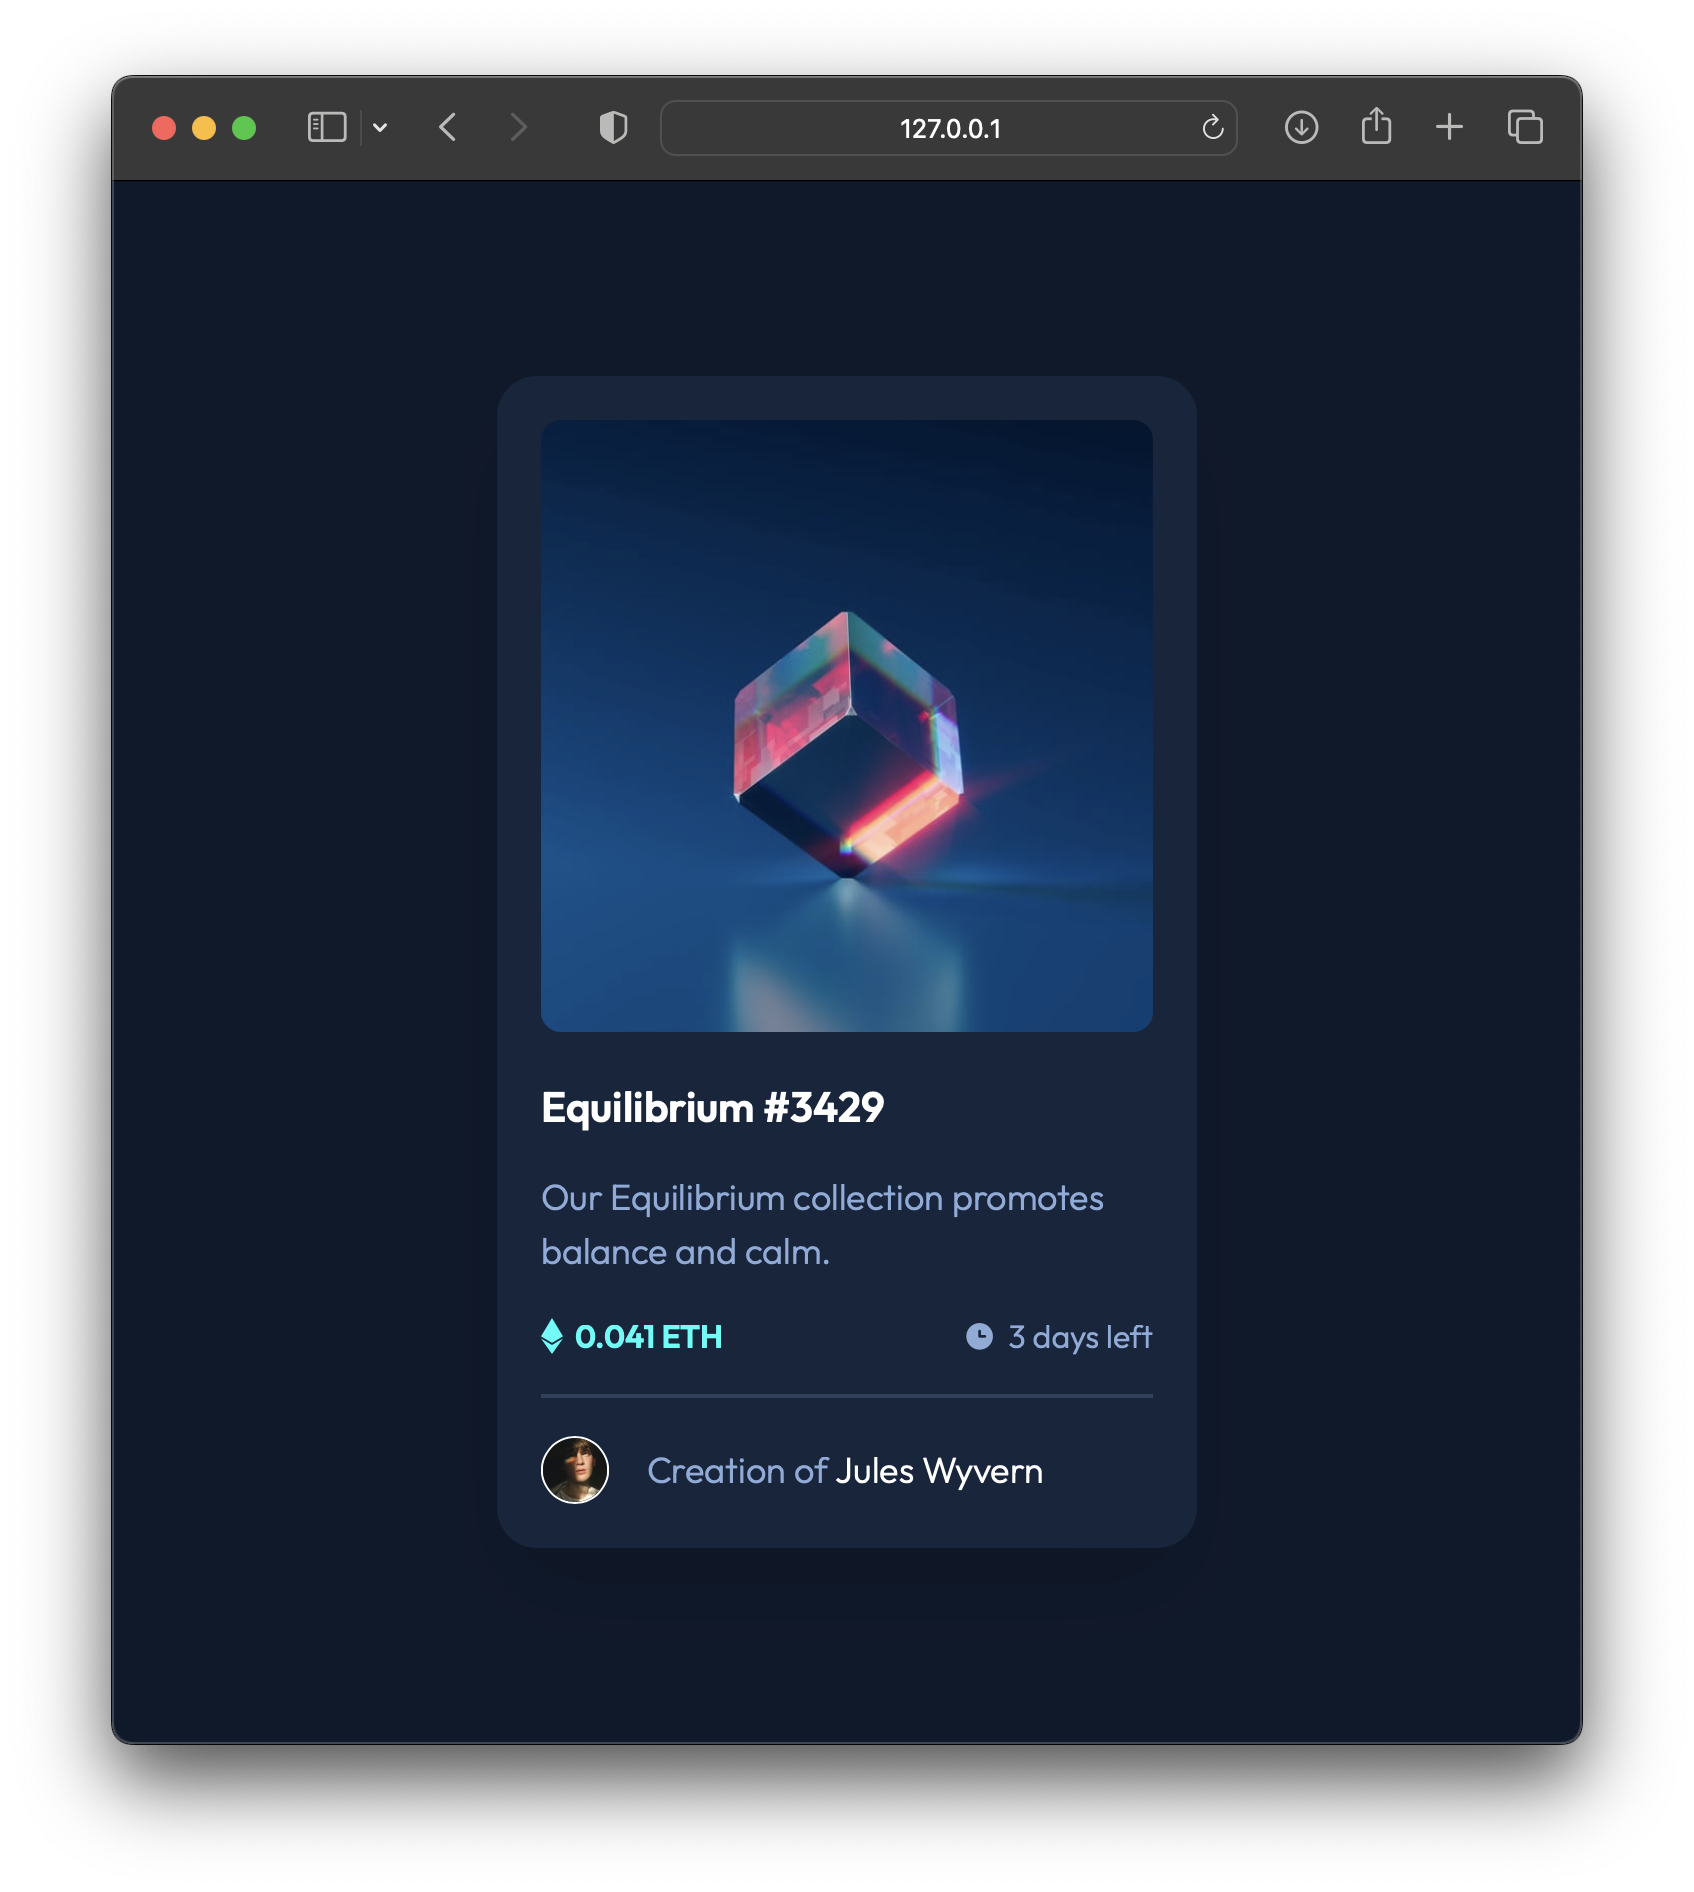 127.0.0.1
Equilibrium #3429
Our Equilibrium collection promotes
balance and calm.
0.041 ETH
3 days left
Creation of Jules Wyvern